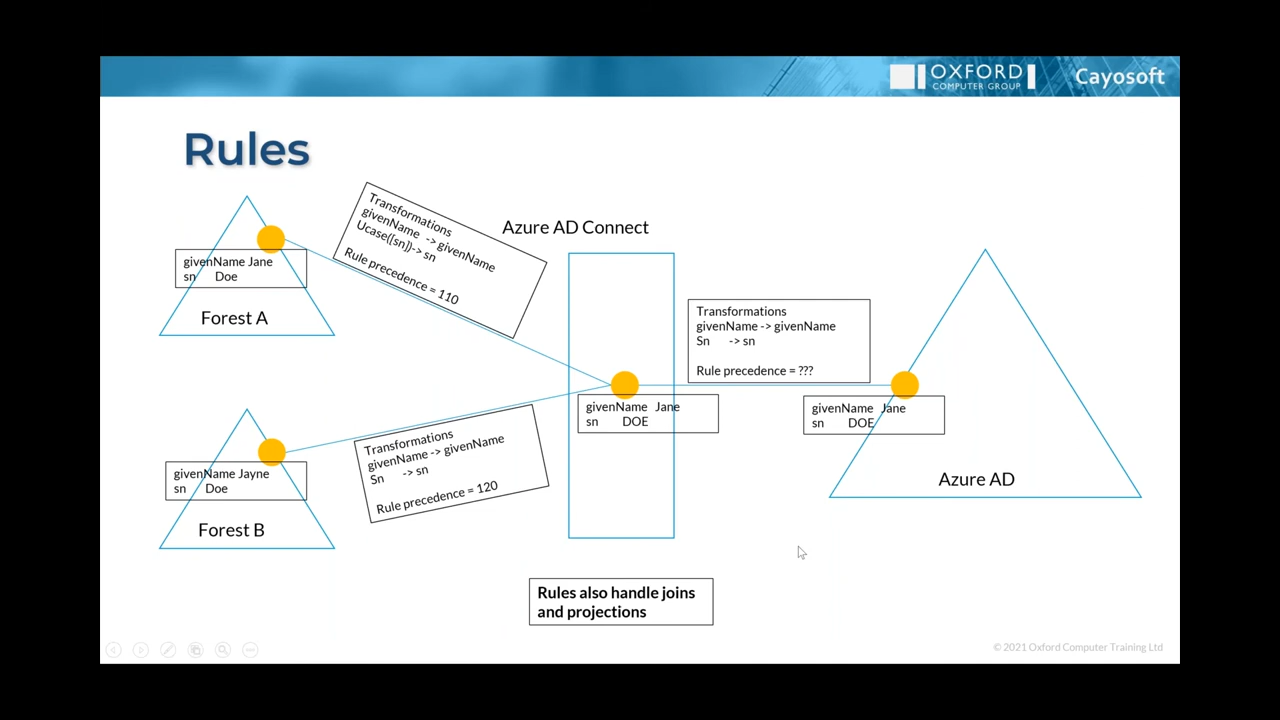 OXFORD
COMPUTER GROUP
Cayosoft
Rules
Transformations
givenName -> givenName
Ucase([sn])-> sn
Rule precedence = 110
Azure AD Connect
givenName Jane
sn Doe
Forest A
Transformations
givenName -> givenName
Sn -> sn
Rule precedence = ???
givenName Jane
sn DOE
givenName Jane
sn DOE
Transformations
givenName -> givenName
Sn -> sn
Rule precedence = 120
givenName Jayne
sn Doe
Forest B
Azure AD
Rules also handle joins
and projections
© 2021 Oxford Computer Training Ltd